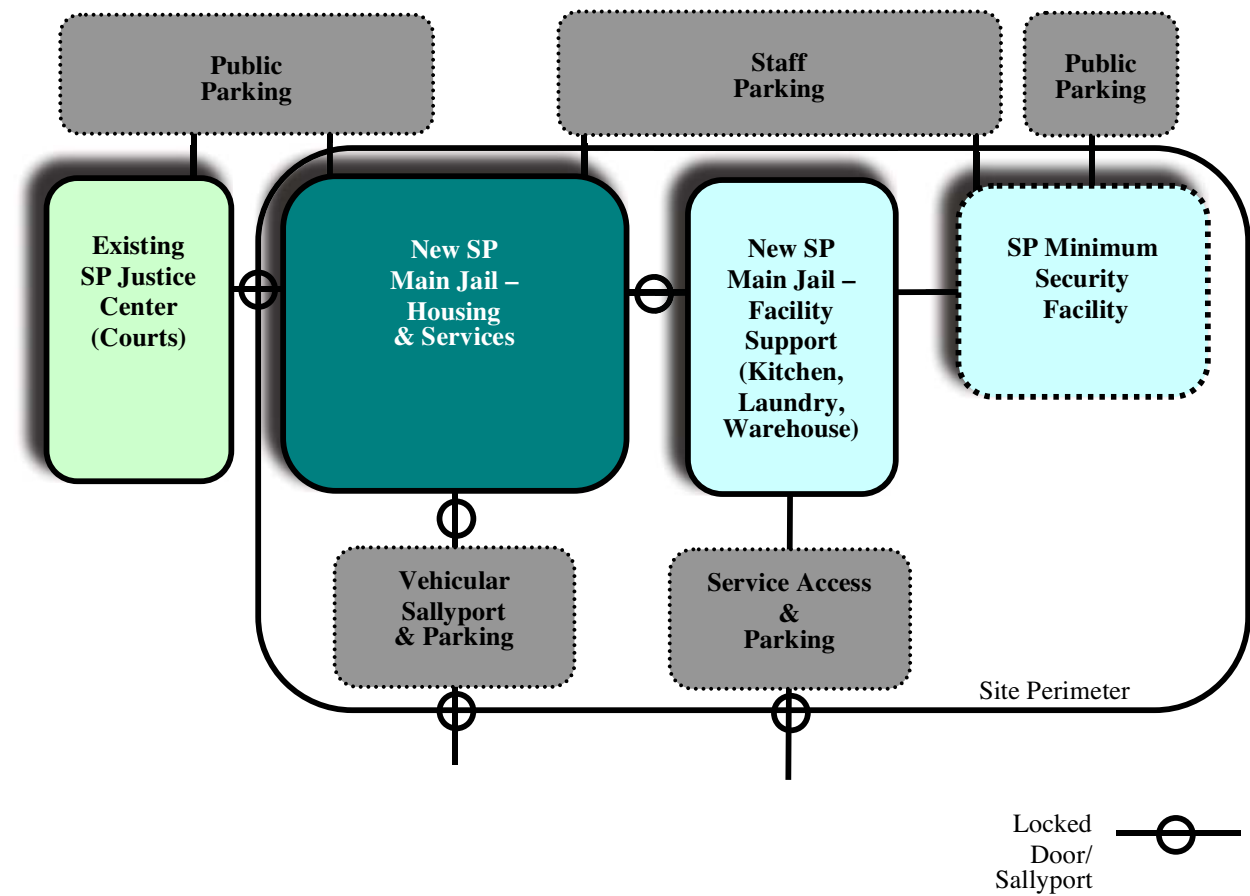 Public
Parking
Staff
Parking
Public
Parking
Existing
SP Justice
Center
(Courts)
New SP
Main Jail –
Housing
& Services
New SP
Main Jail –
Facility
Support
(Kitchen,
Laundry,
Warehouse)
SP Minimum
Security
Facility
Vehicular
Sallyport
& Parking
Service Access
&
Parking
Site Perimeter
Locked
Door/
Sallyport